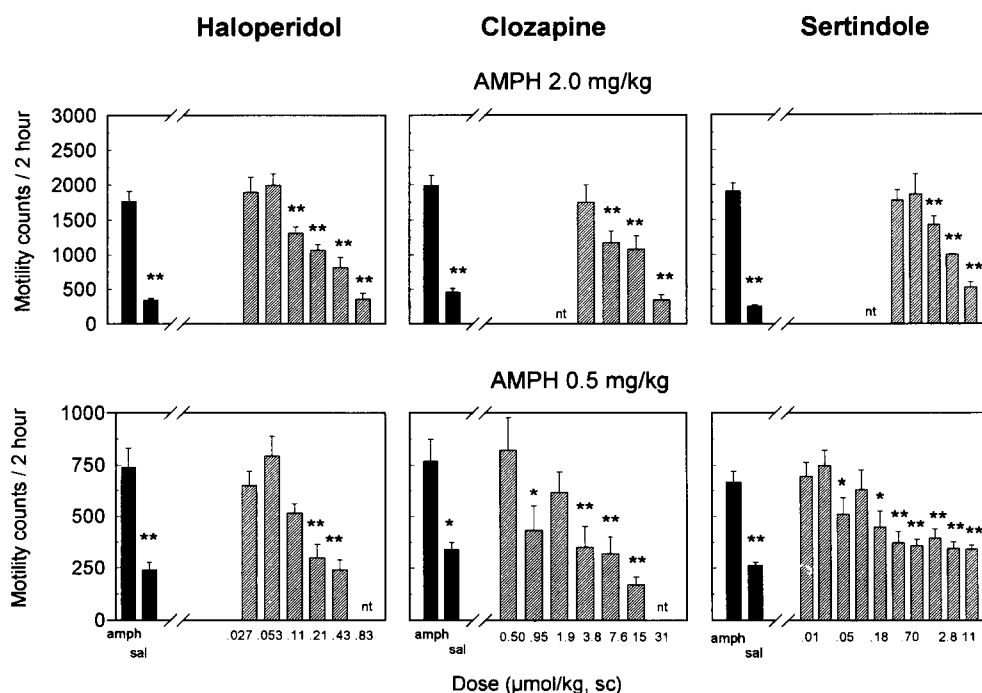 Haloperidol Clozapine Sertindole
AMPH 2.0 mg/kg
Motility counts / 2 hour
3000
2500
2000
1500
1000
500
0
** ** ** ** **
** nt ** ** **
** nt ** ** **
AMPH 0.5 mg/kg
Motility counts / 2 hour
1000
750
500
250
0
** ** ** nt
* * ** ** ** nt
** * * ** ** ** ** **
amph sal .027 .053 .11 .21 .43 .83
amph sal 0.50 .95 1.9 3.8 7.6 15 31
amph sal .01 .05 .18 .70 2.8 11
Dose (µmol/kg, sc)